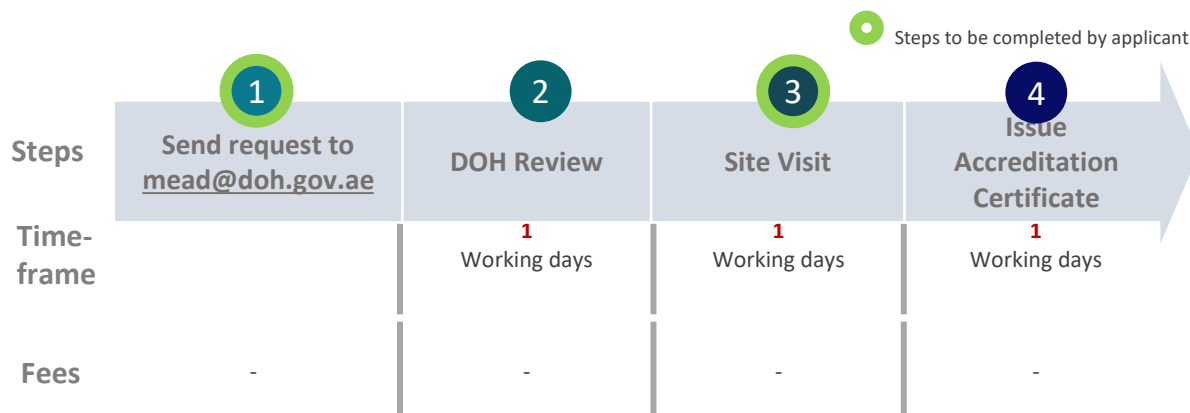 Steps to be completed by applicant
1
2
3
4
Steps
Send request to
mead@doh.gov.ae
DOH Review
Site Visit
Issue
Accreditation
Certificate
Time-
frame
1
Working days
1
Working days
1
Working days
Fees
-
-
-
-